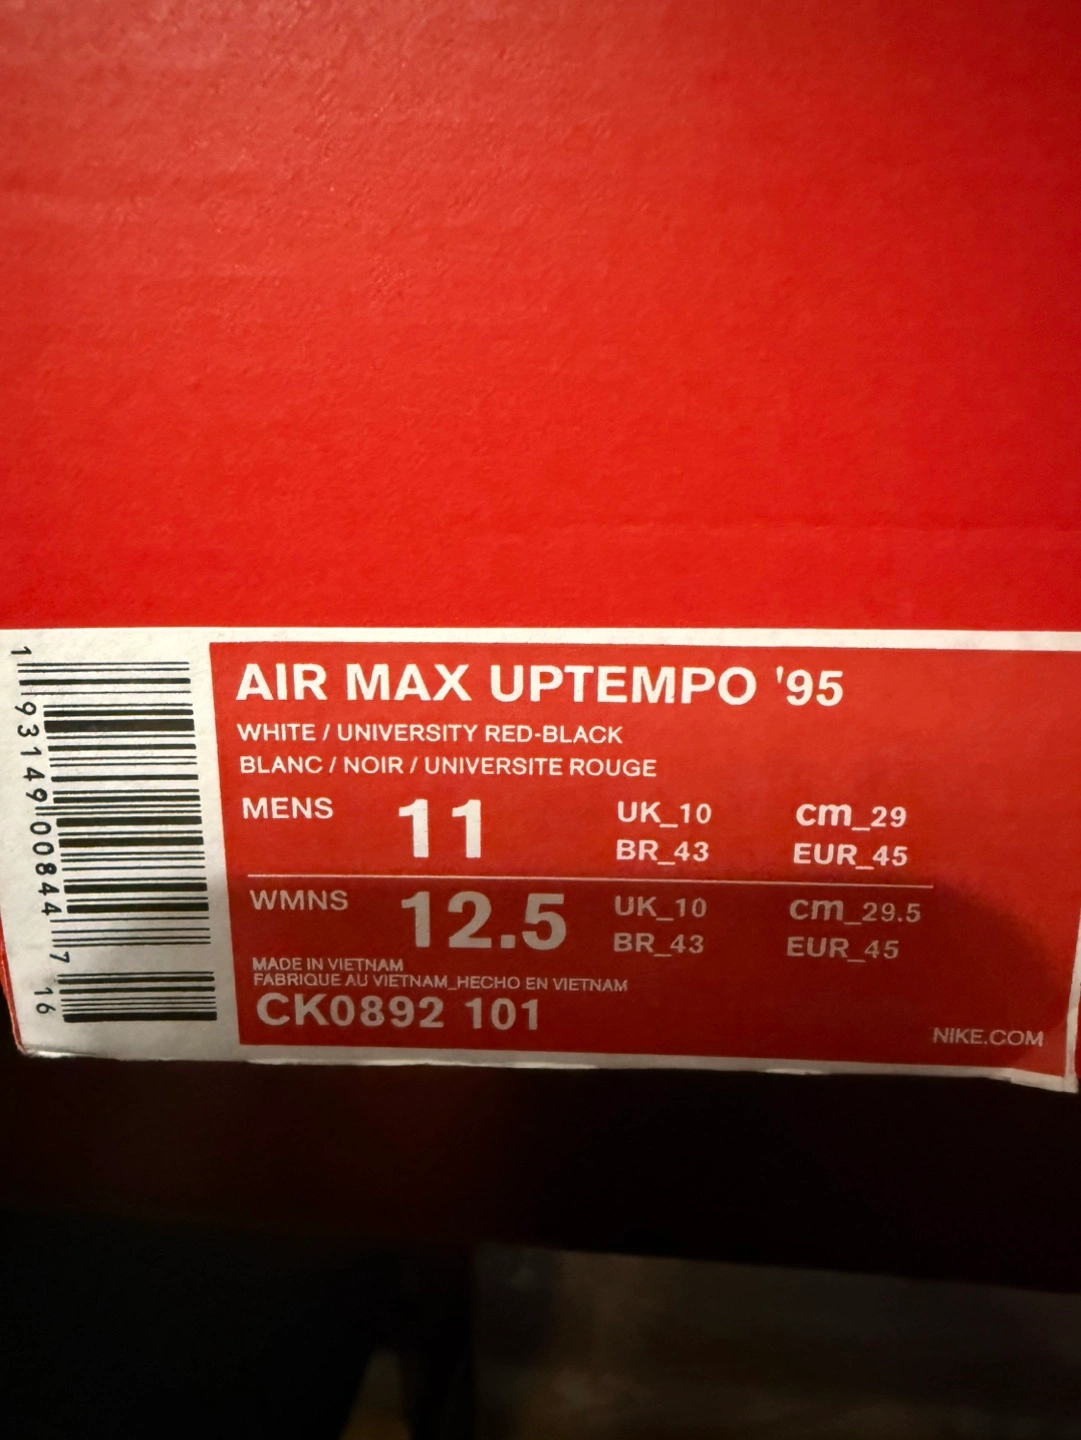 1 93149 00844 7 16
AIR MAX UPTEMPO '95
WHITE / UNIVERSITY RED-BLACK
BLANC / NOIR / UNIVERSITE ROUGE
MENS 11 UK_10 cm_29
BR_43 EUR_45
WMNS 12.5 UK_10 cm_29.5
BR_43 EUR_45
MADE IN VIETNAM
FABRIQUE AU VIETNAM_HECHO EN VIETNAM
CK0892 101
NIKE.COM